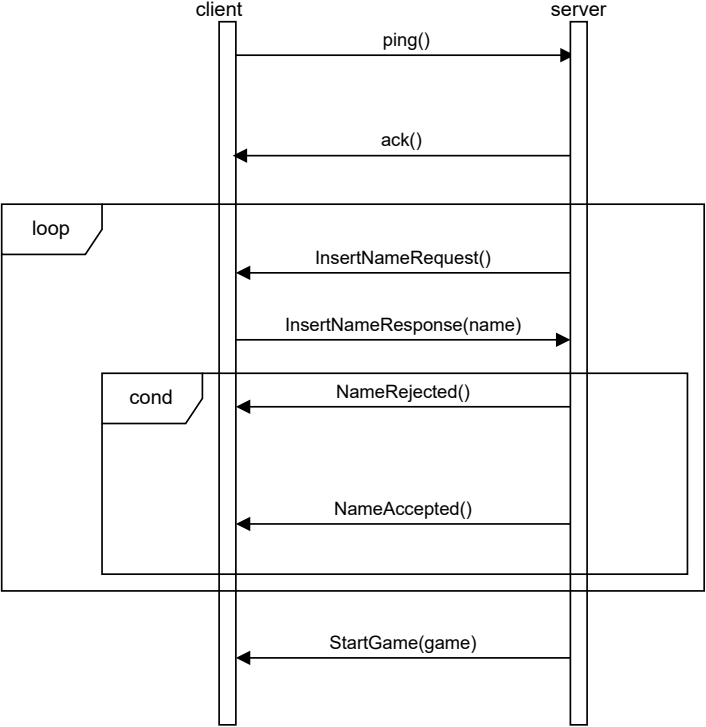 client
server
ping()
ack()
loop
InsertNameRequest()
InsertNameResponse(name)
cond
NameRejected()
NameAccepted()
StartGame(game)